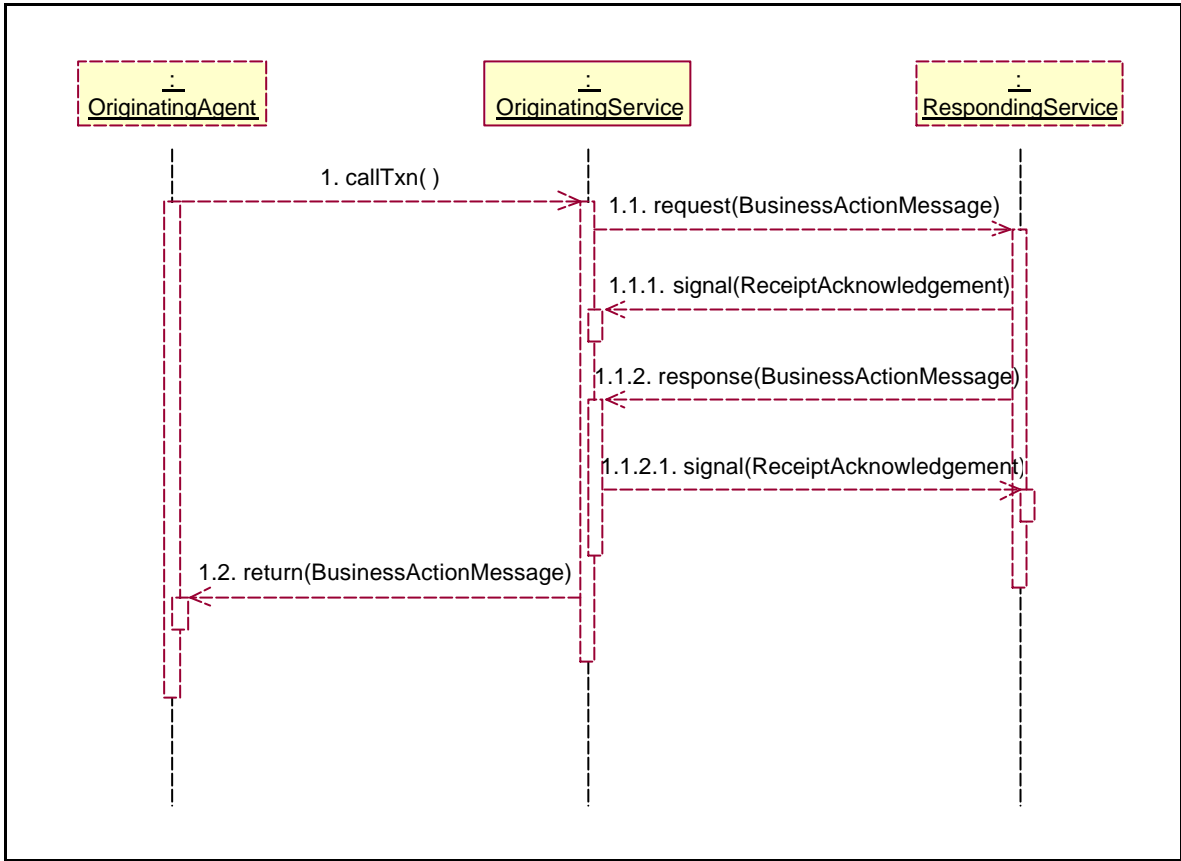 :
OriginatingAgent
:
OriginatingService
:
RespondingService
1. callTxn( )
1.1. request(BusinessActionMessage)
1.1.1. signal(ReceiptAcknowledgement)
1.1.2. response(BusinessActionMessage)
1.1.2.1. signal(ReceiptAcknowledgement)
1.2. return(BusinessActionMessage)